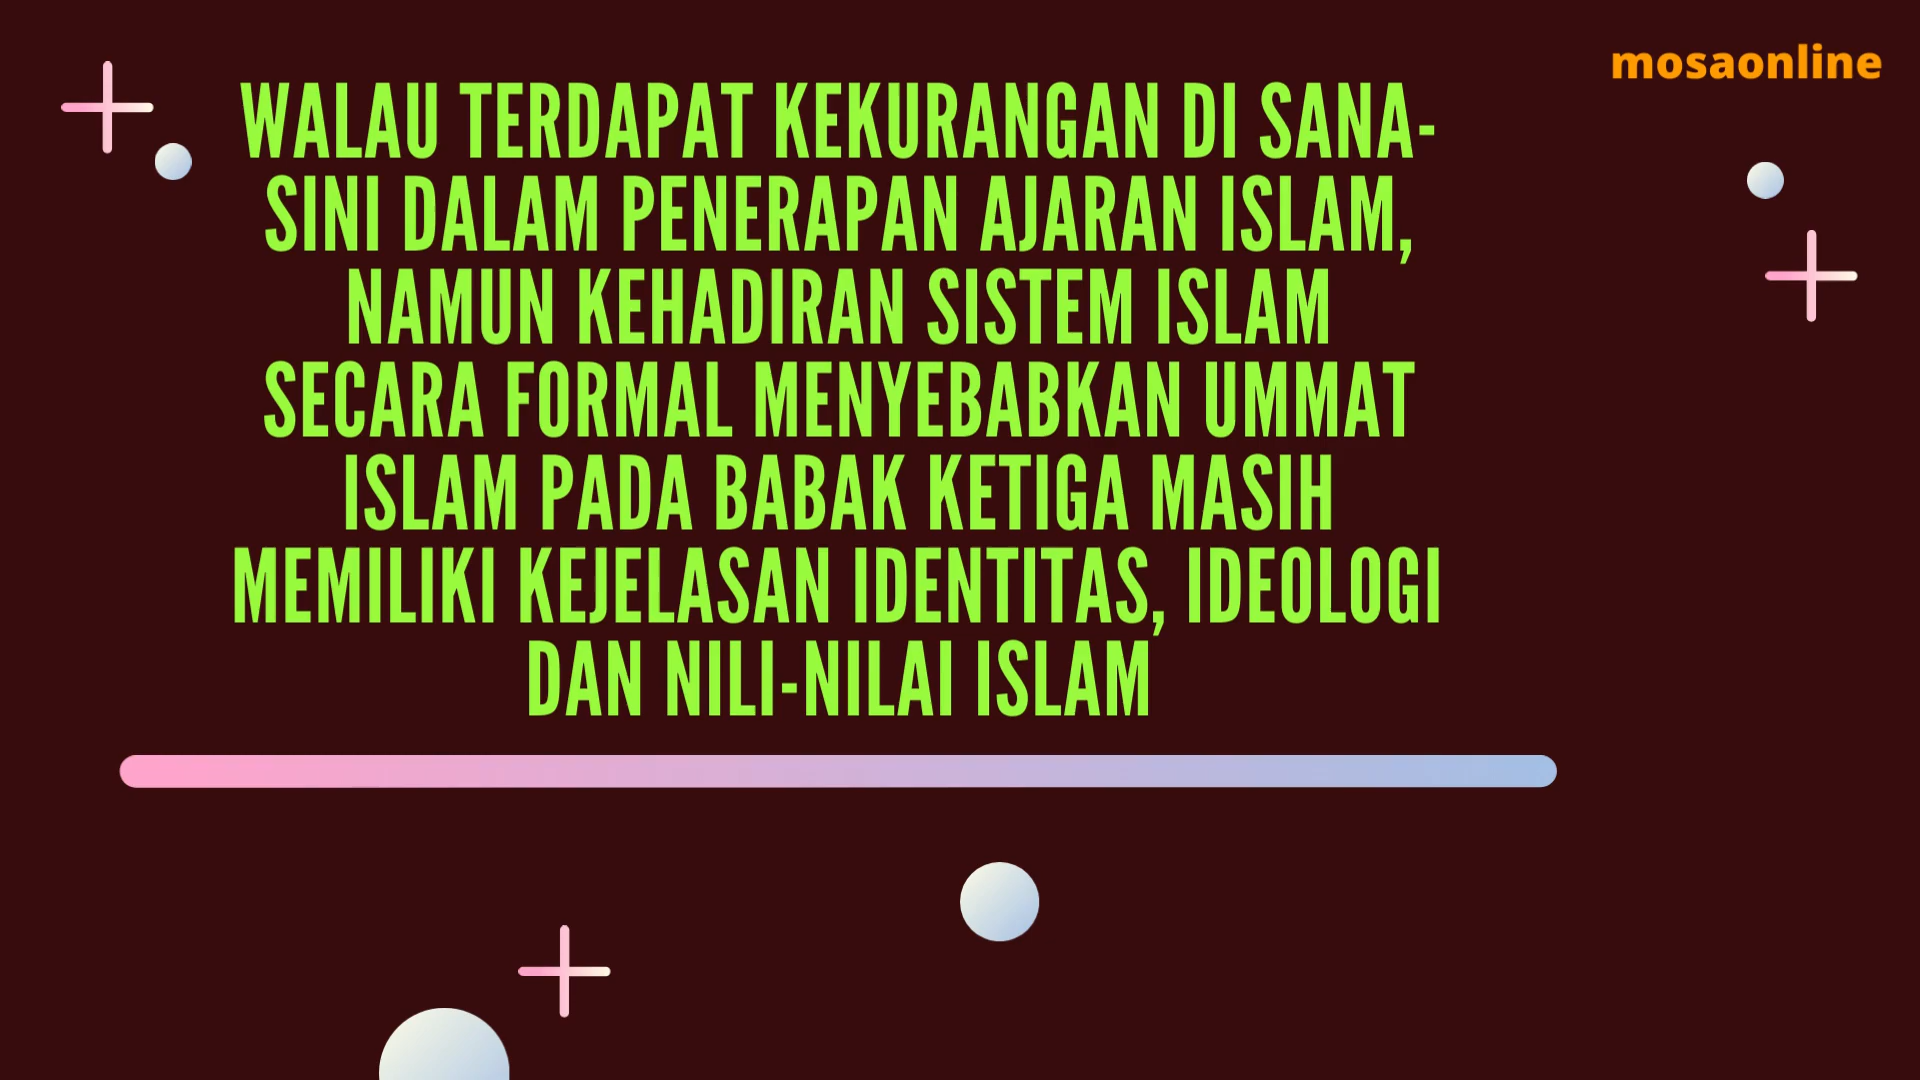 mosaonline
WALAU TERDAPAT KEKURANGAN DI SANA-
SINI DALAM PENERAPAN AJARAN ISLAM,
NAMUN KEHADIRAN SISTEM ISLAM
SECARA FORMAL MENYEBABKAN UMMAT
ISLAM PADA BABAK KETIGA MASIH
MEMILIKI KEJELASAN IDENTITAS, IDEOLOGI
DAN NILI-NILAI ISLAM